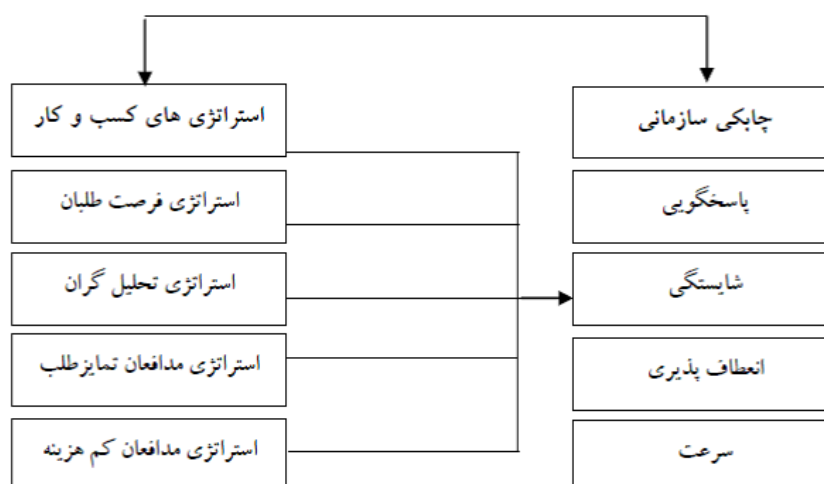 چابکی سازمانی
پاسخگویی
شایستگی
انعطاف پذیری
سرعت
استراتژی های کسب و کار
استراتژی فرصت طلبان
استراتژی تحلیل گران
استراتژی مدافعان تمایزطلب
استراتژی مدافعان کم هزینه